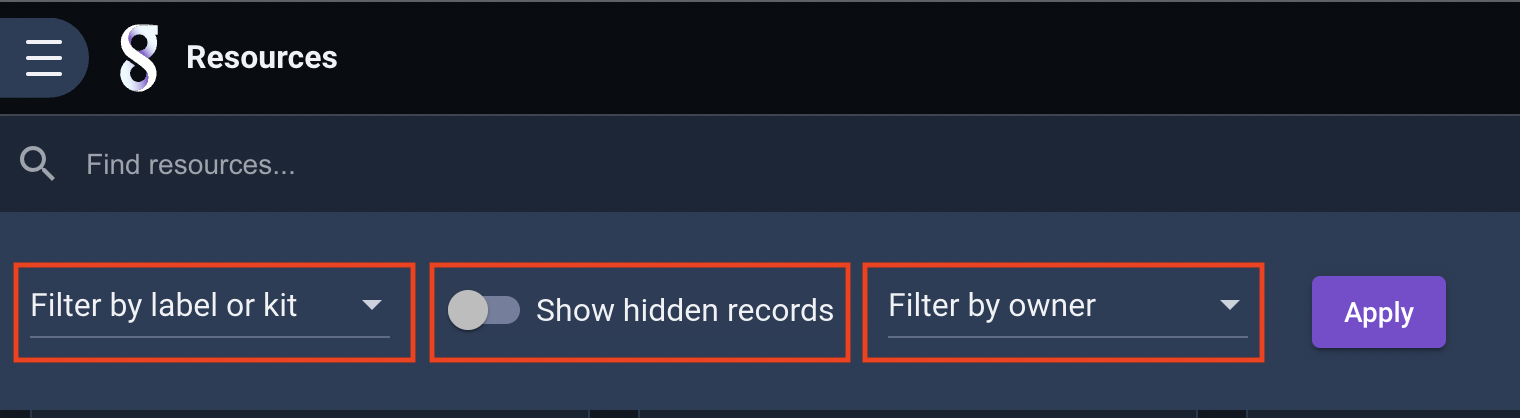 Resources
Find resources...
Filter by label or kit
Show hidden records
Filter by owner
Apply